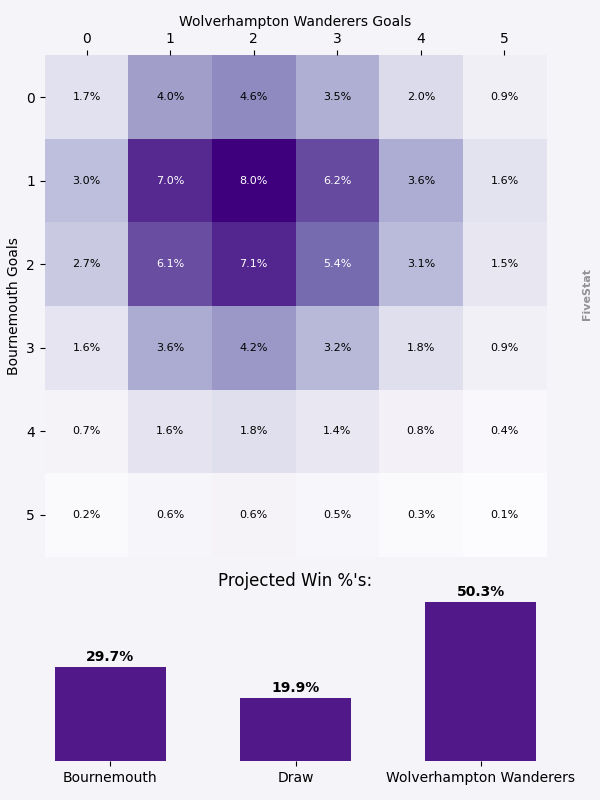 Wolverhampton Wanderers Goals
0 1 2 3 4 5
0 1.7% 4.0% 4.6% 3.5% 2.0% 0.9%
1 3.0% 7.0% 8.0% 6.2% 3.6% 1.6%
2 2.7% 6.1% 7.1% 5.4% 3.1% 1.5%
3 1.6% 3.6% 4.2% 3.2% 1.8% 0.9%
4 0.7% 1.6% 1.8% 1.4% 0.8% 0.4%
5 0.2% 0.6% 0.6% 0.5% 0.3% 0.1%
Bournemouth Goals
FiveStat
Projected Win %'s:
29.7% 19.9% 50.3%
Bournemouth Draw Wolverhampton Wanderers